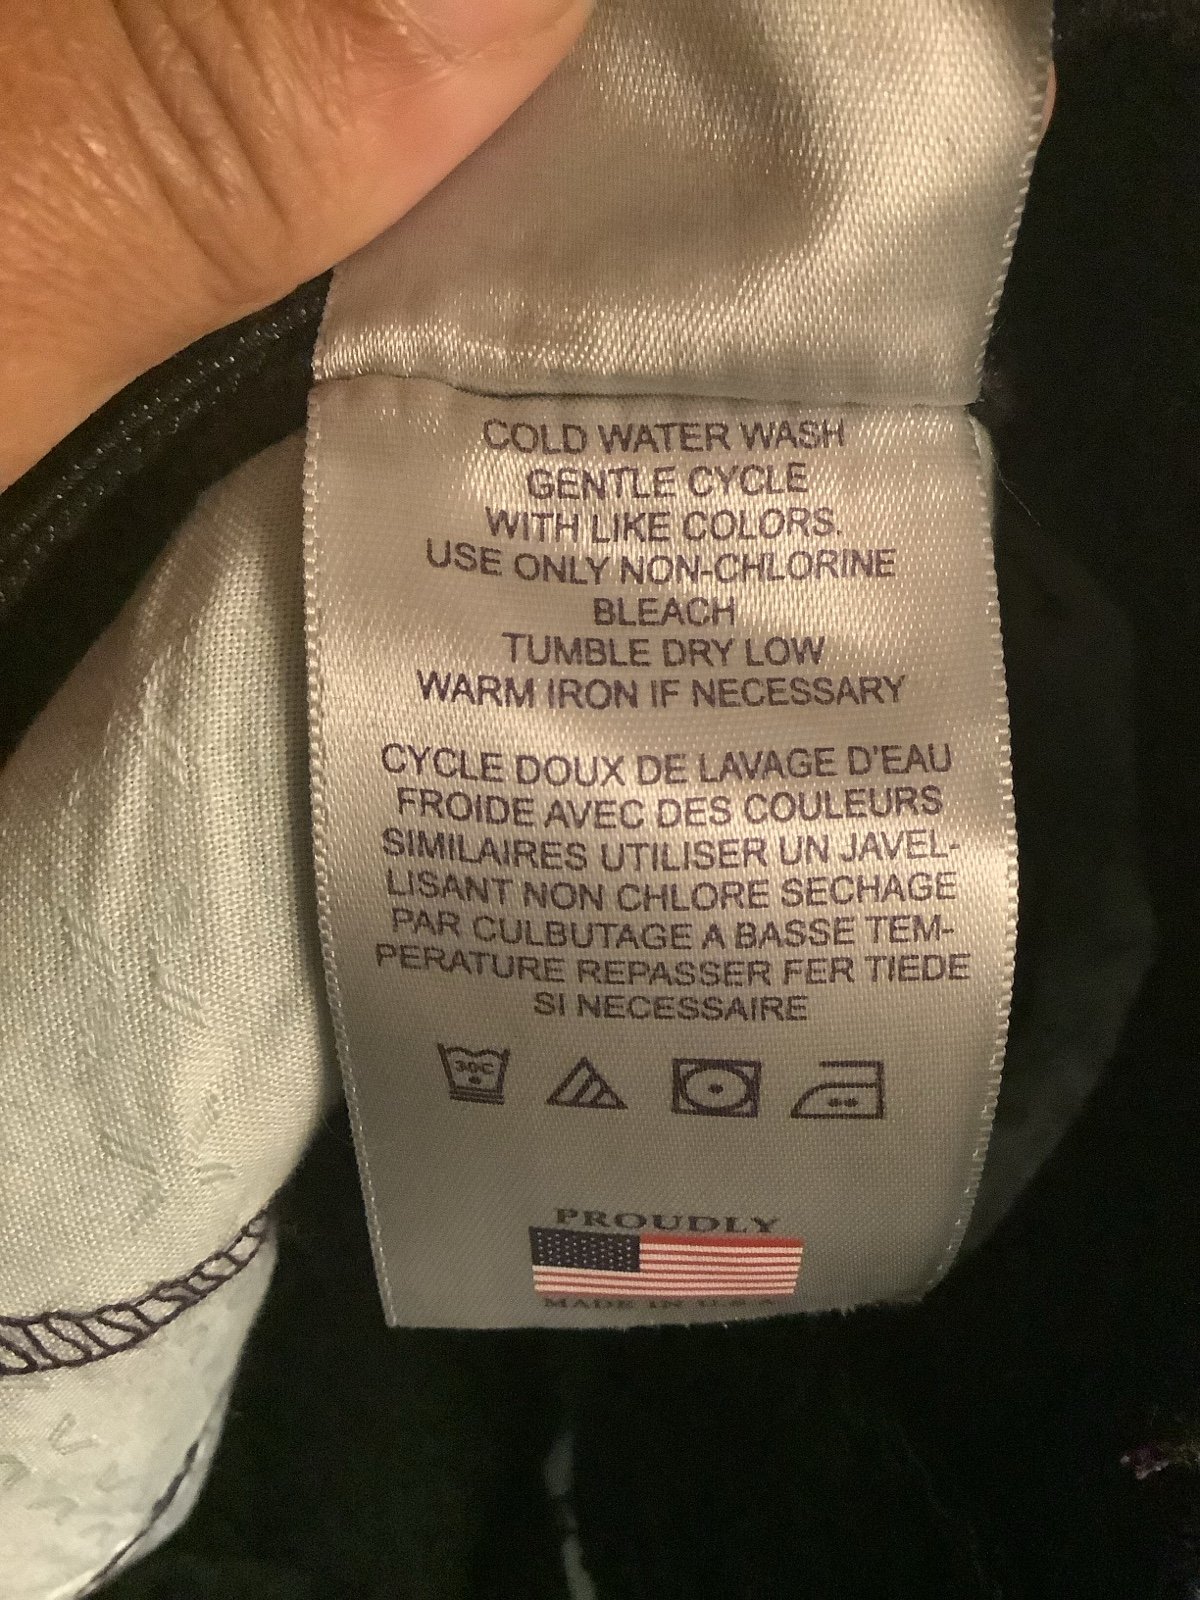 COLD WATER WASH
GENTLE CYCLE
WITH LIKE COLORS.
USE ONLY NON-CHLORINE
BLEACH
TUMBLE DRY LOW
WARM IRON IF NECESSARY
CYCLE DOUX DE LAVAGE D'EAU
FROIDE AVEC DES COULEURS
SIMILAIRES UTILISER UN JAVEL-
LISANT NON CHLORE SECHAGE
PAR CULBUTAGE A BASSE TEM-
PERATURE REPASSER FER TIEDE
SI NECESSAIRE
30C
PROUDLY
MADE IN U.S.A